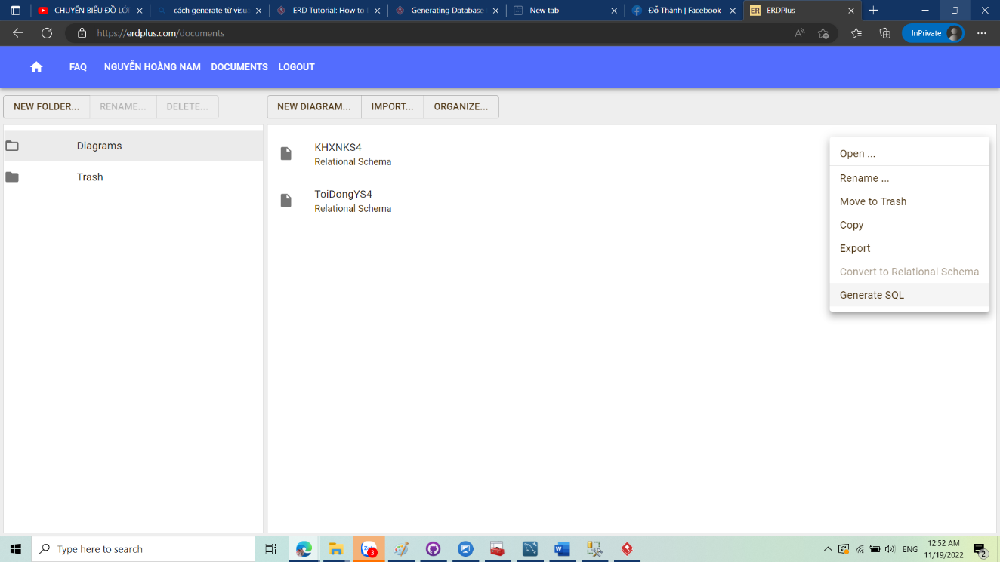 CHUYỂN BIỂU ĐỒ LỚ
cách generate từ visu
ERD Tutorial: How to
Generating Database
New tab
Đỗ Thành | Facebook
ER
ERDPlus
https://erdplus.com/documents
InPrivate
FAQ
NGUYỄN HOÀNG NAM
DOCUMENTS
LOGOUT
NEW FOLDER...
RENAME...
DELETE...
NEW DIAGRAM...
IMPORT...
ORGANIZE...
Diagrams
Trash
KHXNKS4
Relational Schema
ToiDongYS4
Relational Schema
Open ...
Rename ...
Move to Trash
Copy
Export
Convert to Relational Schema
Generate SQL
Type here to search
3
ENG
12:52 AM
11/19/2022
2